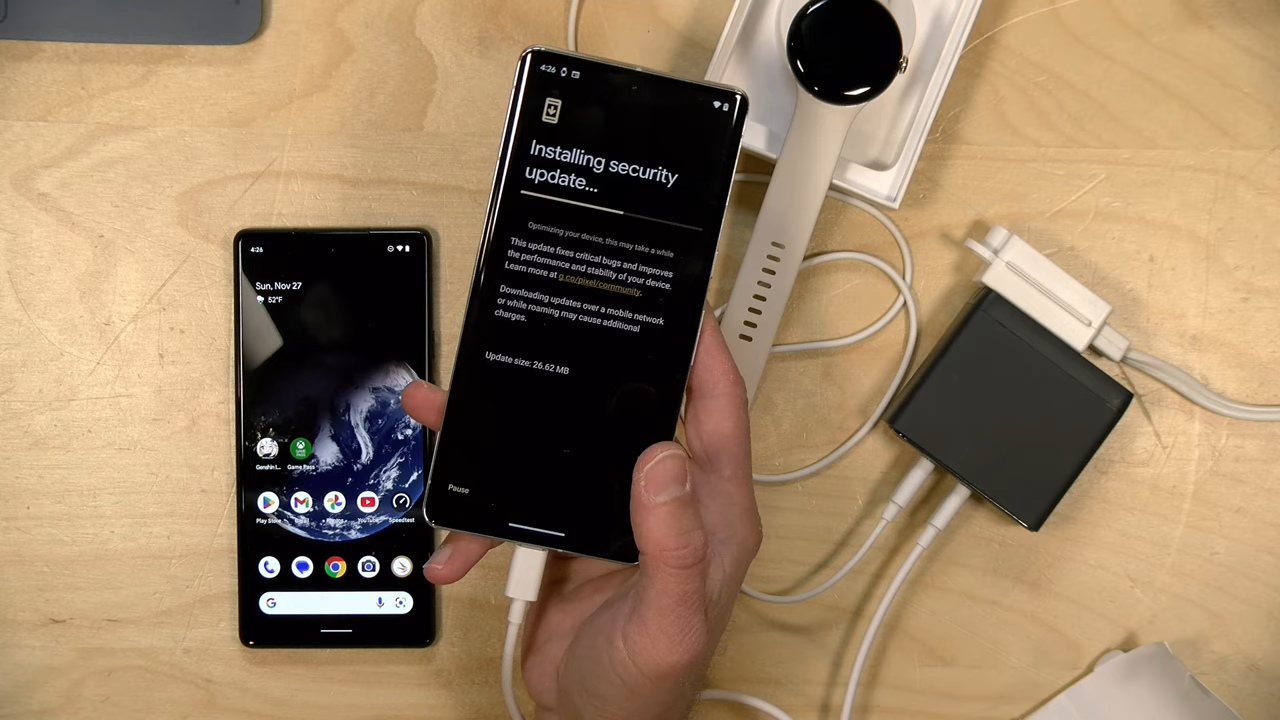 4:26
Installing security
update...
Optimizing your device, this may take a while
This update fixes critical bugs and improves
the performance and stability of your device.
Learn more at g.co/pixel/community.
Downloading updates over a mobile network
or while roaming may cause additional
charges.
Update size: 26.62 MB
Pause
4:26
Sun, Nov 27
52°F
Genshin I...
Game Pass
Play Store
Gmail
Photos
YouTube
Speedtest